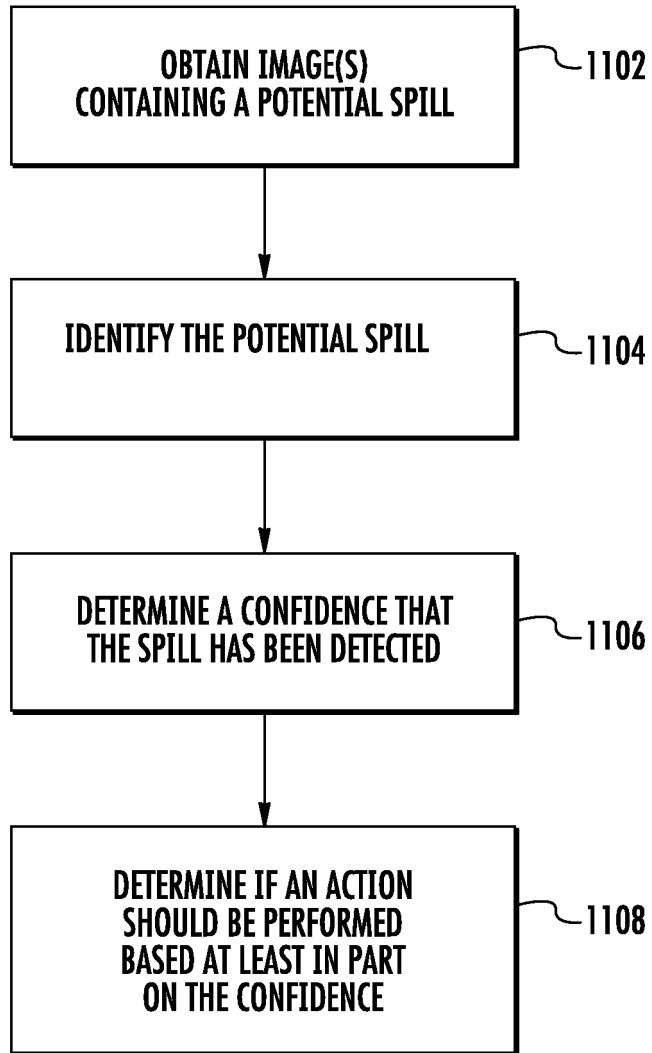 OBTAIN IMAGE(S)
CONTAINING A POTENTIAL SPILL
1102
IDENTIFY THE POTENTIAL SPILL
1104
DETERMINE A CONFIDENCE THAT
THE SPILL HAS BEEN DETECTED
1106
DETERMINE IF AN ACTION
SHOULD BE PERFORMED
BASED AT LEAST IN PART
ON THE CONFIDENCE
1108